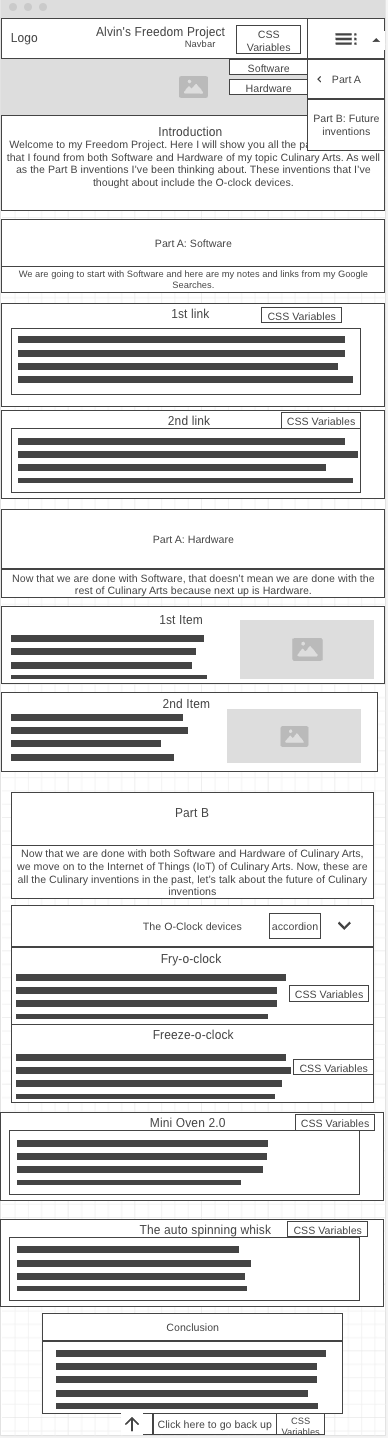 Logo
Alvin's Freedom Project
Navbar
CSS
Variables
Software
Hardware
Part A
Part B: Future
inventions
Introduction
Welcome to my Freedom Project. Here I will show you all the pa
that I found from both Software and Hardware of my topic Culinary Arts. As well
as the Part B inventions I've been thinking about. These inventions that I've
thought about include the O-clock devices.
Part A: Software
We are going to start with Software and here are my notes and links from my Google
Searches.
1st link
CSS Variables
2nd link
CSS Variables
Part A: Hardware
Now that we are done with Software, that doesn't mean we are done with the
rest of Culinary Arts because next up is Hardware.
1st Item
2nd Item
Part B
Now that we are done with both Software and Hardware of Culinary Arts,
we move on to the Internet of Things (IoT) of Culinary Arts. Now, these are
all the Culinary inventions in the past, let's talk about the future of Culinary
inventions
The O-Clock devices
accordion
Fry-o-clock
CSS Variables
Freeze-o-clock
CSS Variables
Mini Oven 2.0
CSS Variables
The auto spinning whisk
CSS Variables
Conclusion
Click here to go back up
CSS
Variables